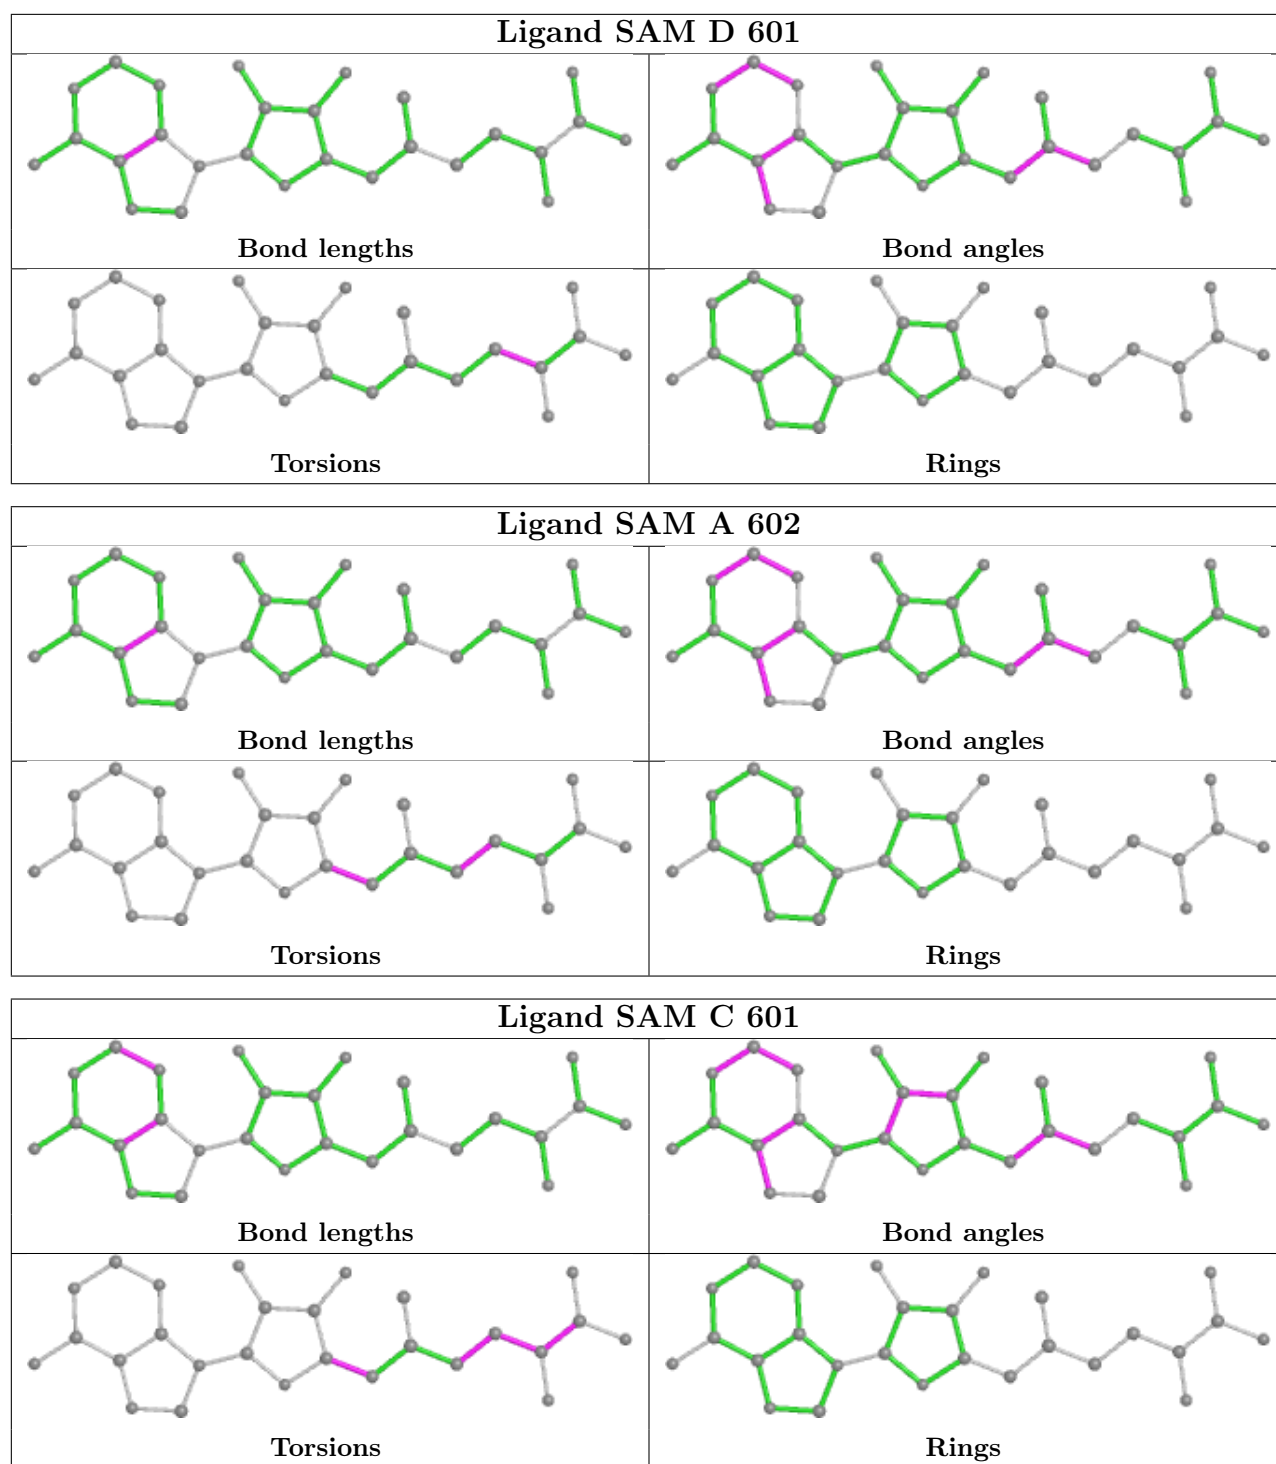 Ligand SAM D 601
Bond lengths
Bond angles
Torsions
Rings
Ligand SAM A 602
Bond lengths
Bond angles
Torsions
Rings
Ligand SAM C 601
Bond lengths
Bond angles
Torsions
Rings